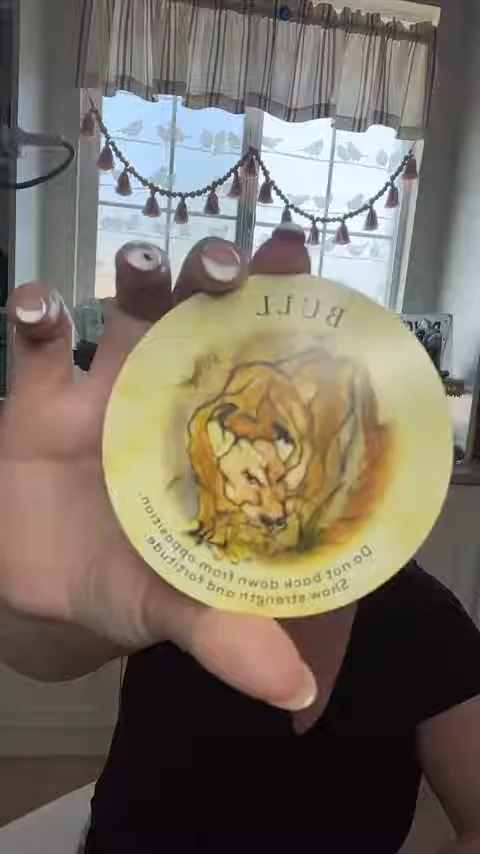 BULL
Do not back down from opposition.
Show strength and fortitude.